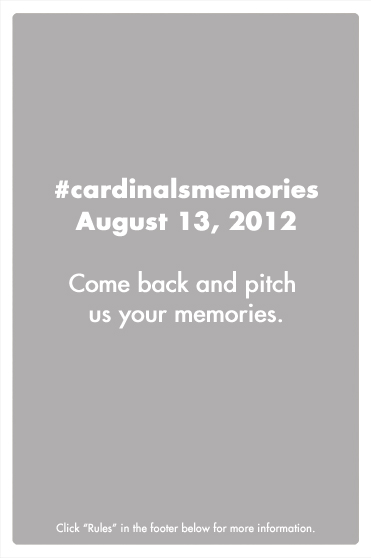 #cardinalsmemories
August 13, 2012
Come back and pitch
us your memories.
Click “Rules” in the footer below for more information.